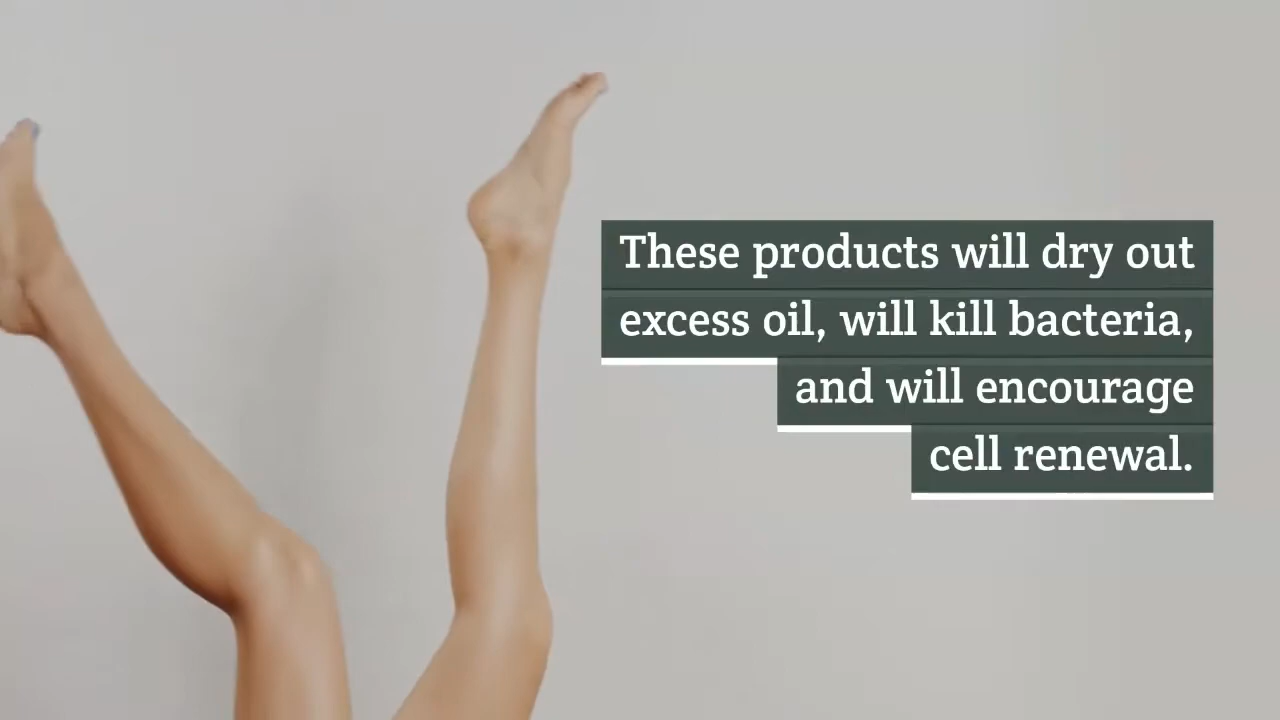 These products will dry out
excess oil, will kill bacteria,
and will encourage
cell renewal.